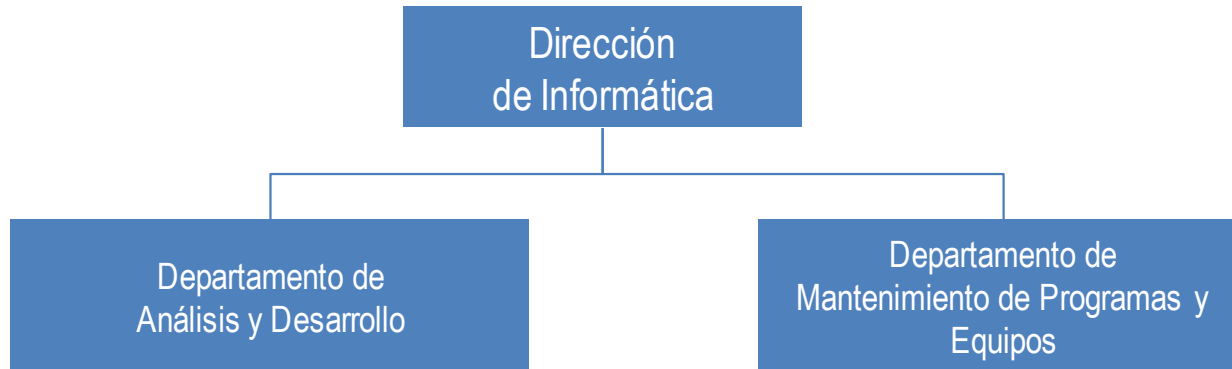 Dirección
de Informática
Departamento de
Análisis y Desarrollo
Departamento de
Mantenimiento de Programas y
Equipos